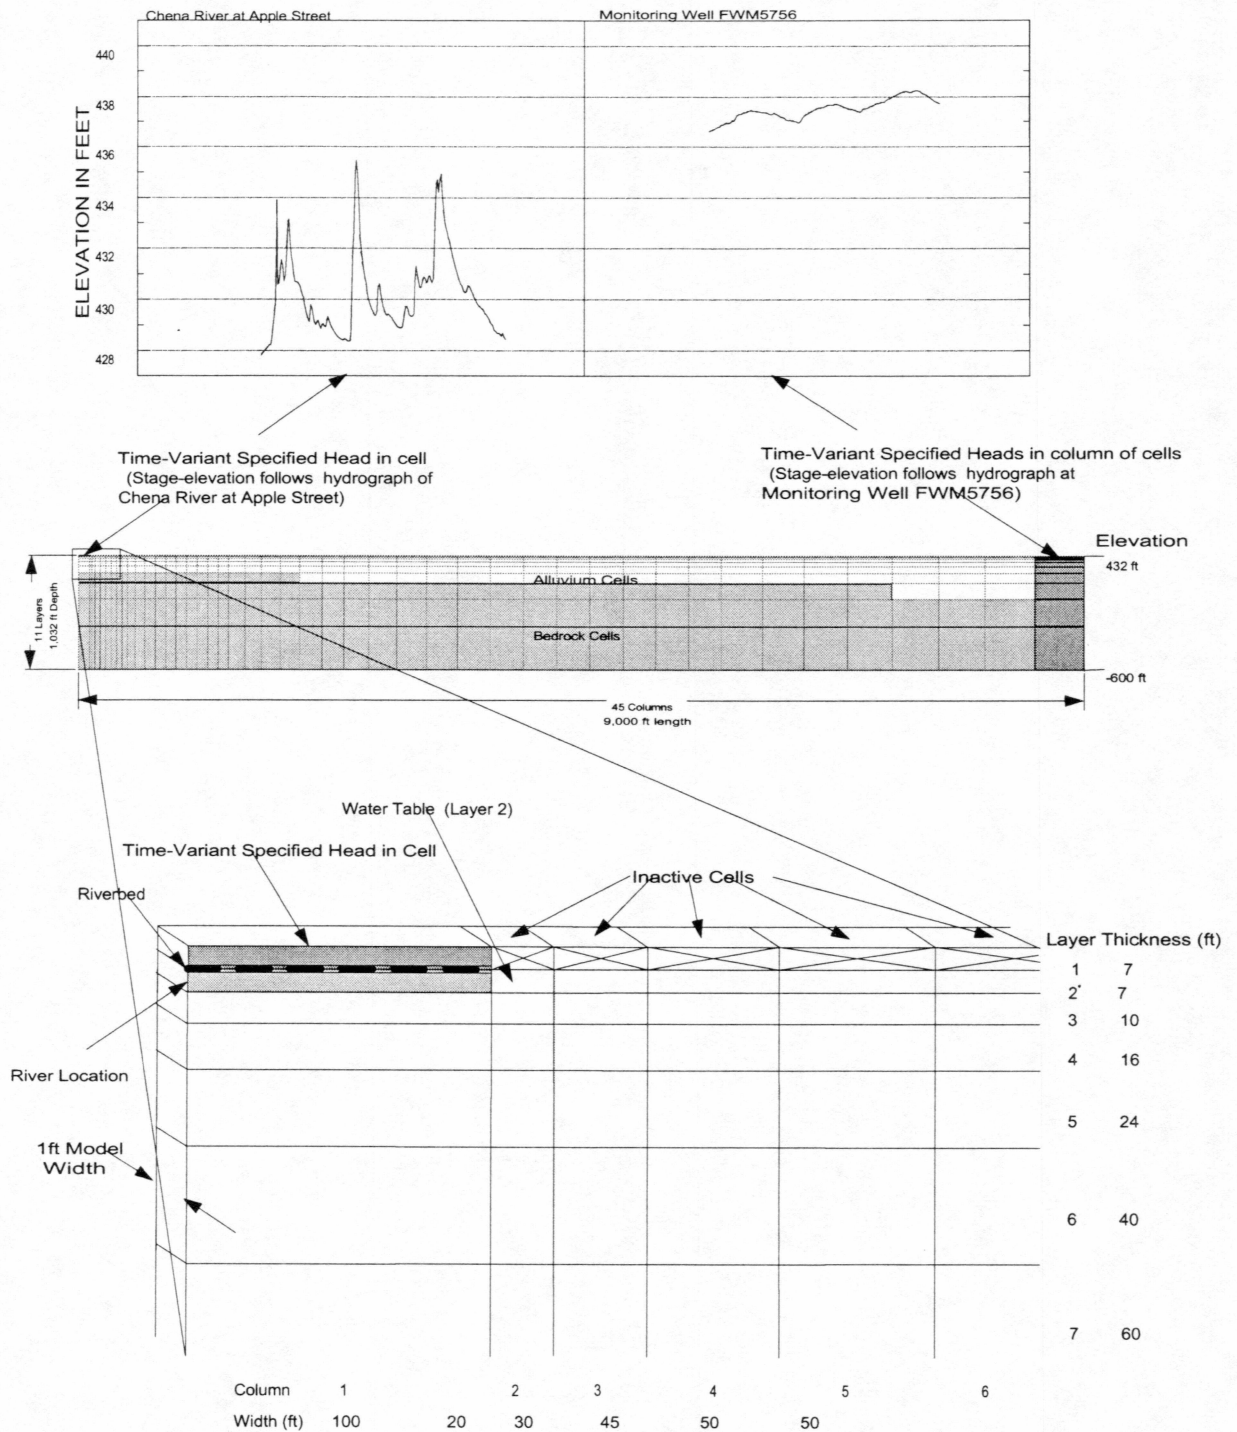 Chena River at Apple Street
Monitoring Well FWM5756
ELEVATION IN FEET
440
438
436
434
432
430
428
Time-Variant Specified Head in cell
(Stage-elevation follows hydrograph of
Chena River at Apple Street)
Time-Variant Specified Heads in column of cells
(Stage-elevation follows hydrograph at
Monitoring Well FWM5756)
Elevation
432 ft
11 Layers
1,032 ft Depth
Alluvium Cells
Bedrock Cells
-600 ft
45 Columns
9,000 ft length
Water Table (Layer 2)
Time-Variant Specified Head in Cell
Riverbed
Inactive Cells
Layer Thickness (ft)
1 7
2* 7
3 10
4 16
River Location
5 24
1ft Model
Width
6 40
7 60
Column 1 2 3 4 5 6
Width (ft) 100 20 30 45 50 50